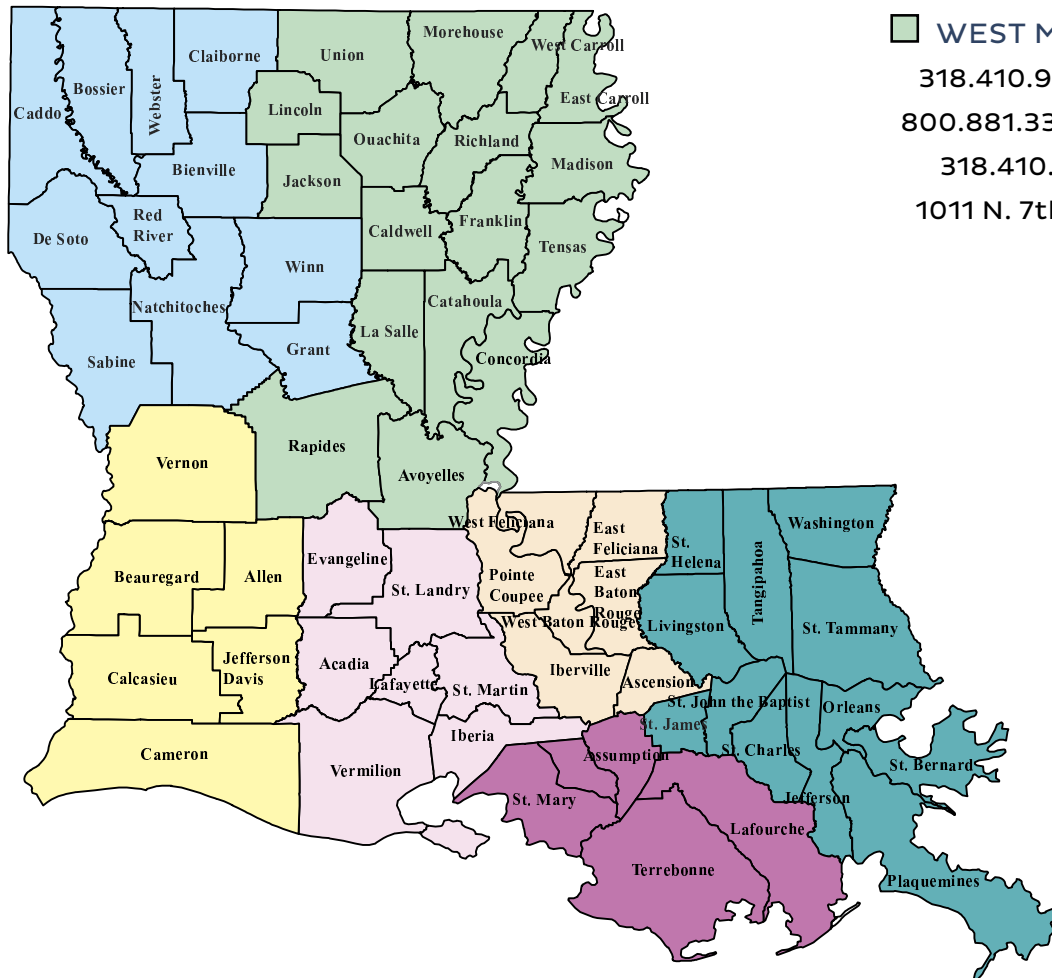 WEST M
318.410.9
800.881.33
318.410.
1011 N. 7th
Claiborne
Union
Morehouse
West Carroll
Bossier
Webster
Caddo
Lincoln
East Carroll
Ouachita
Richland
Bienville
Jackson
Madison
Red
River
De Soto
Caldwell
Franklin
Tensas
Winn
Natchitoches
Catahoula
La Salle
Sabine
Grant
Concordia
Rapides
Vernon
Avoyelles
West Feliciana
East
Feliciana
St.
Helena
Tangipahoa
Washington
Evangeline
Beauregard
Allen
St. Landry
Pointe
Coupee
East
Baton
Rouge
West Baton Rouge
Livingston
St. Tammany
Jefferson
Davis
Acadia
Calcasieu
Lafayette
St. Martin
Iberville
Ascension
St. John the Baptist
Orleans
St. James
Iberia
Cameron
Vermilion
Assumption
St. Charles
St. Bernard
St. Mary
Jefferson
Lafourche
Terrebonne
Plaquemines